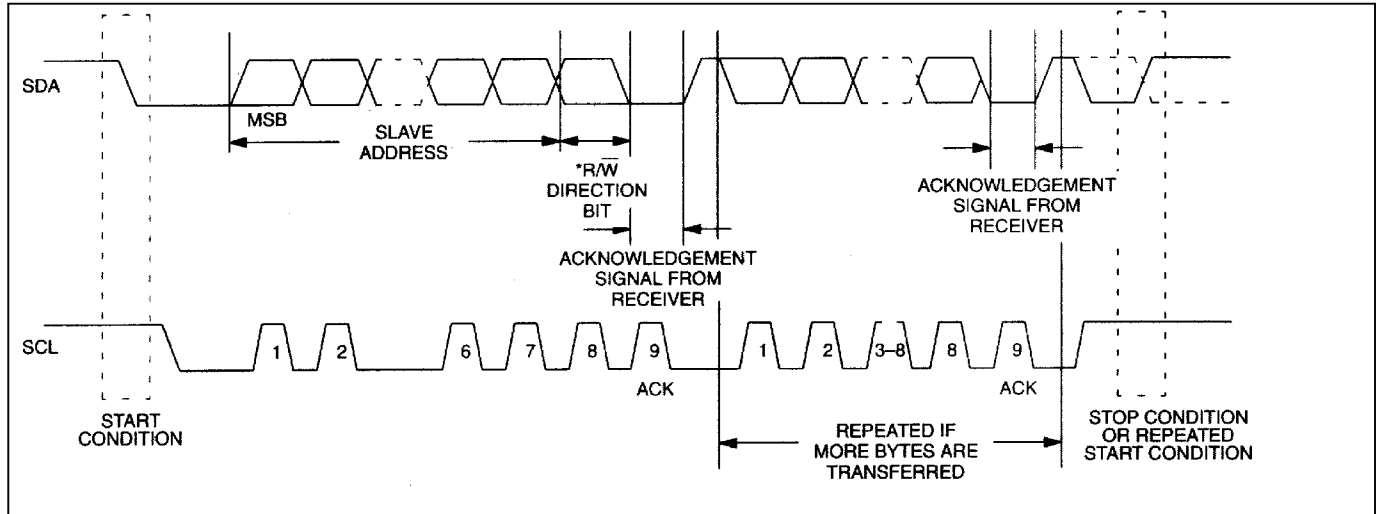 SDA
MSB
SLAVE
ADDRESS
*R/W̅
DIRECTION
BIT
ACKNOWLEDGEMENT
SIGNAL FROM
RECEIVER
ACKNOWLEDGEMENT
SIGNAL FROM
RECEIVER
SCL
1 2 6 7 8 9 1 2 3–8 8 9
ACK ACK
START
CONDITION
REPEATED IF
MORE BYTES ARE
TRANSFERRED
STOP CONDITION
OR REPEATED
START CONDITION